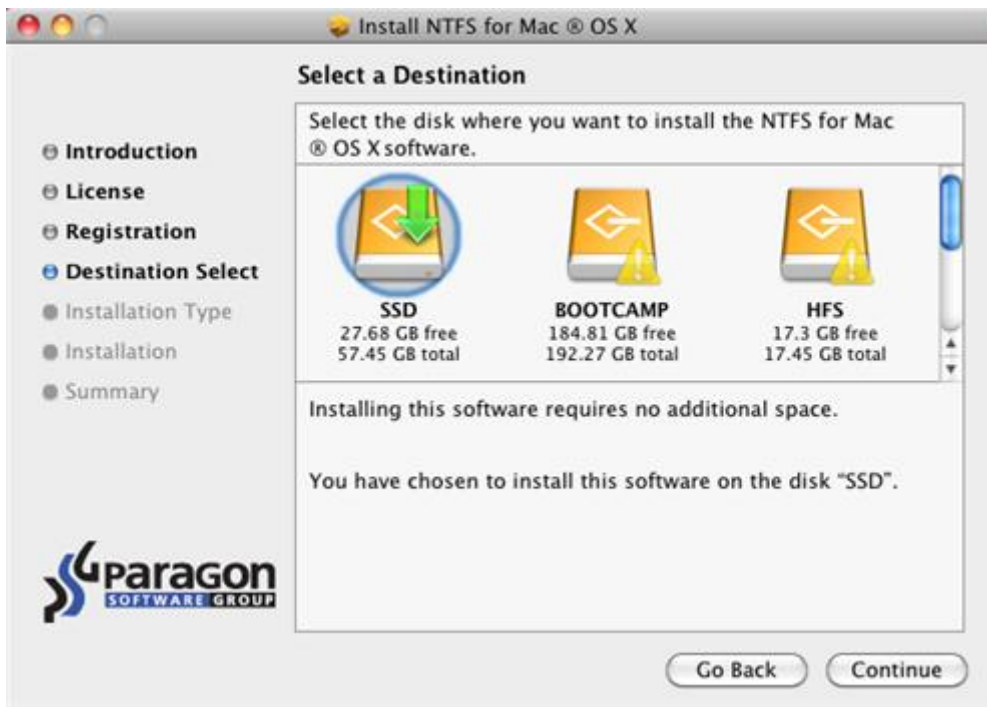 Install NTFS for Mac ® OS X
Select a Destination
Introduction
License
Registration
Destination Select
Installation Type
Installation
Summary
Select the disk where you want to install the NTFS for Mac
® OS X software.
SSD
27.68 GB free
57.45 GB total
BOOTCAMP
184.81 GB free
192.27 GB total
HFS
17.3 GB free
17.45 GB total
Installing this software requires no additional space.
You have chosen to install this software on the disk “SSD”.
Paragon
SOFTWARE GROUP
Go Back
Continue